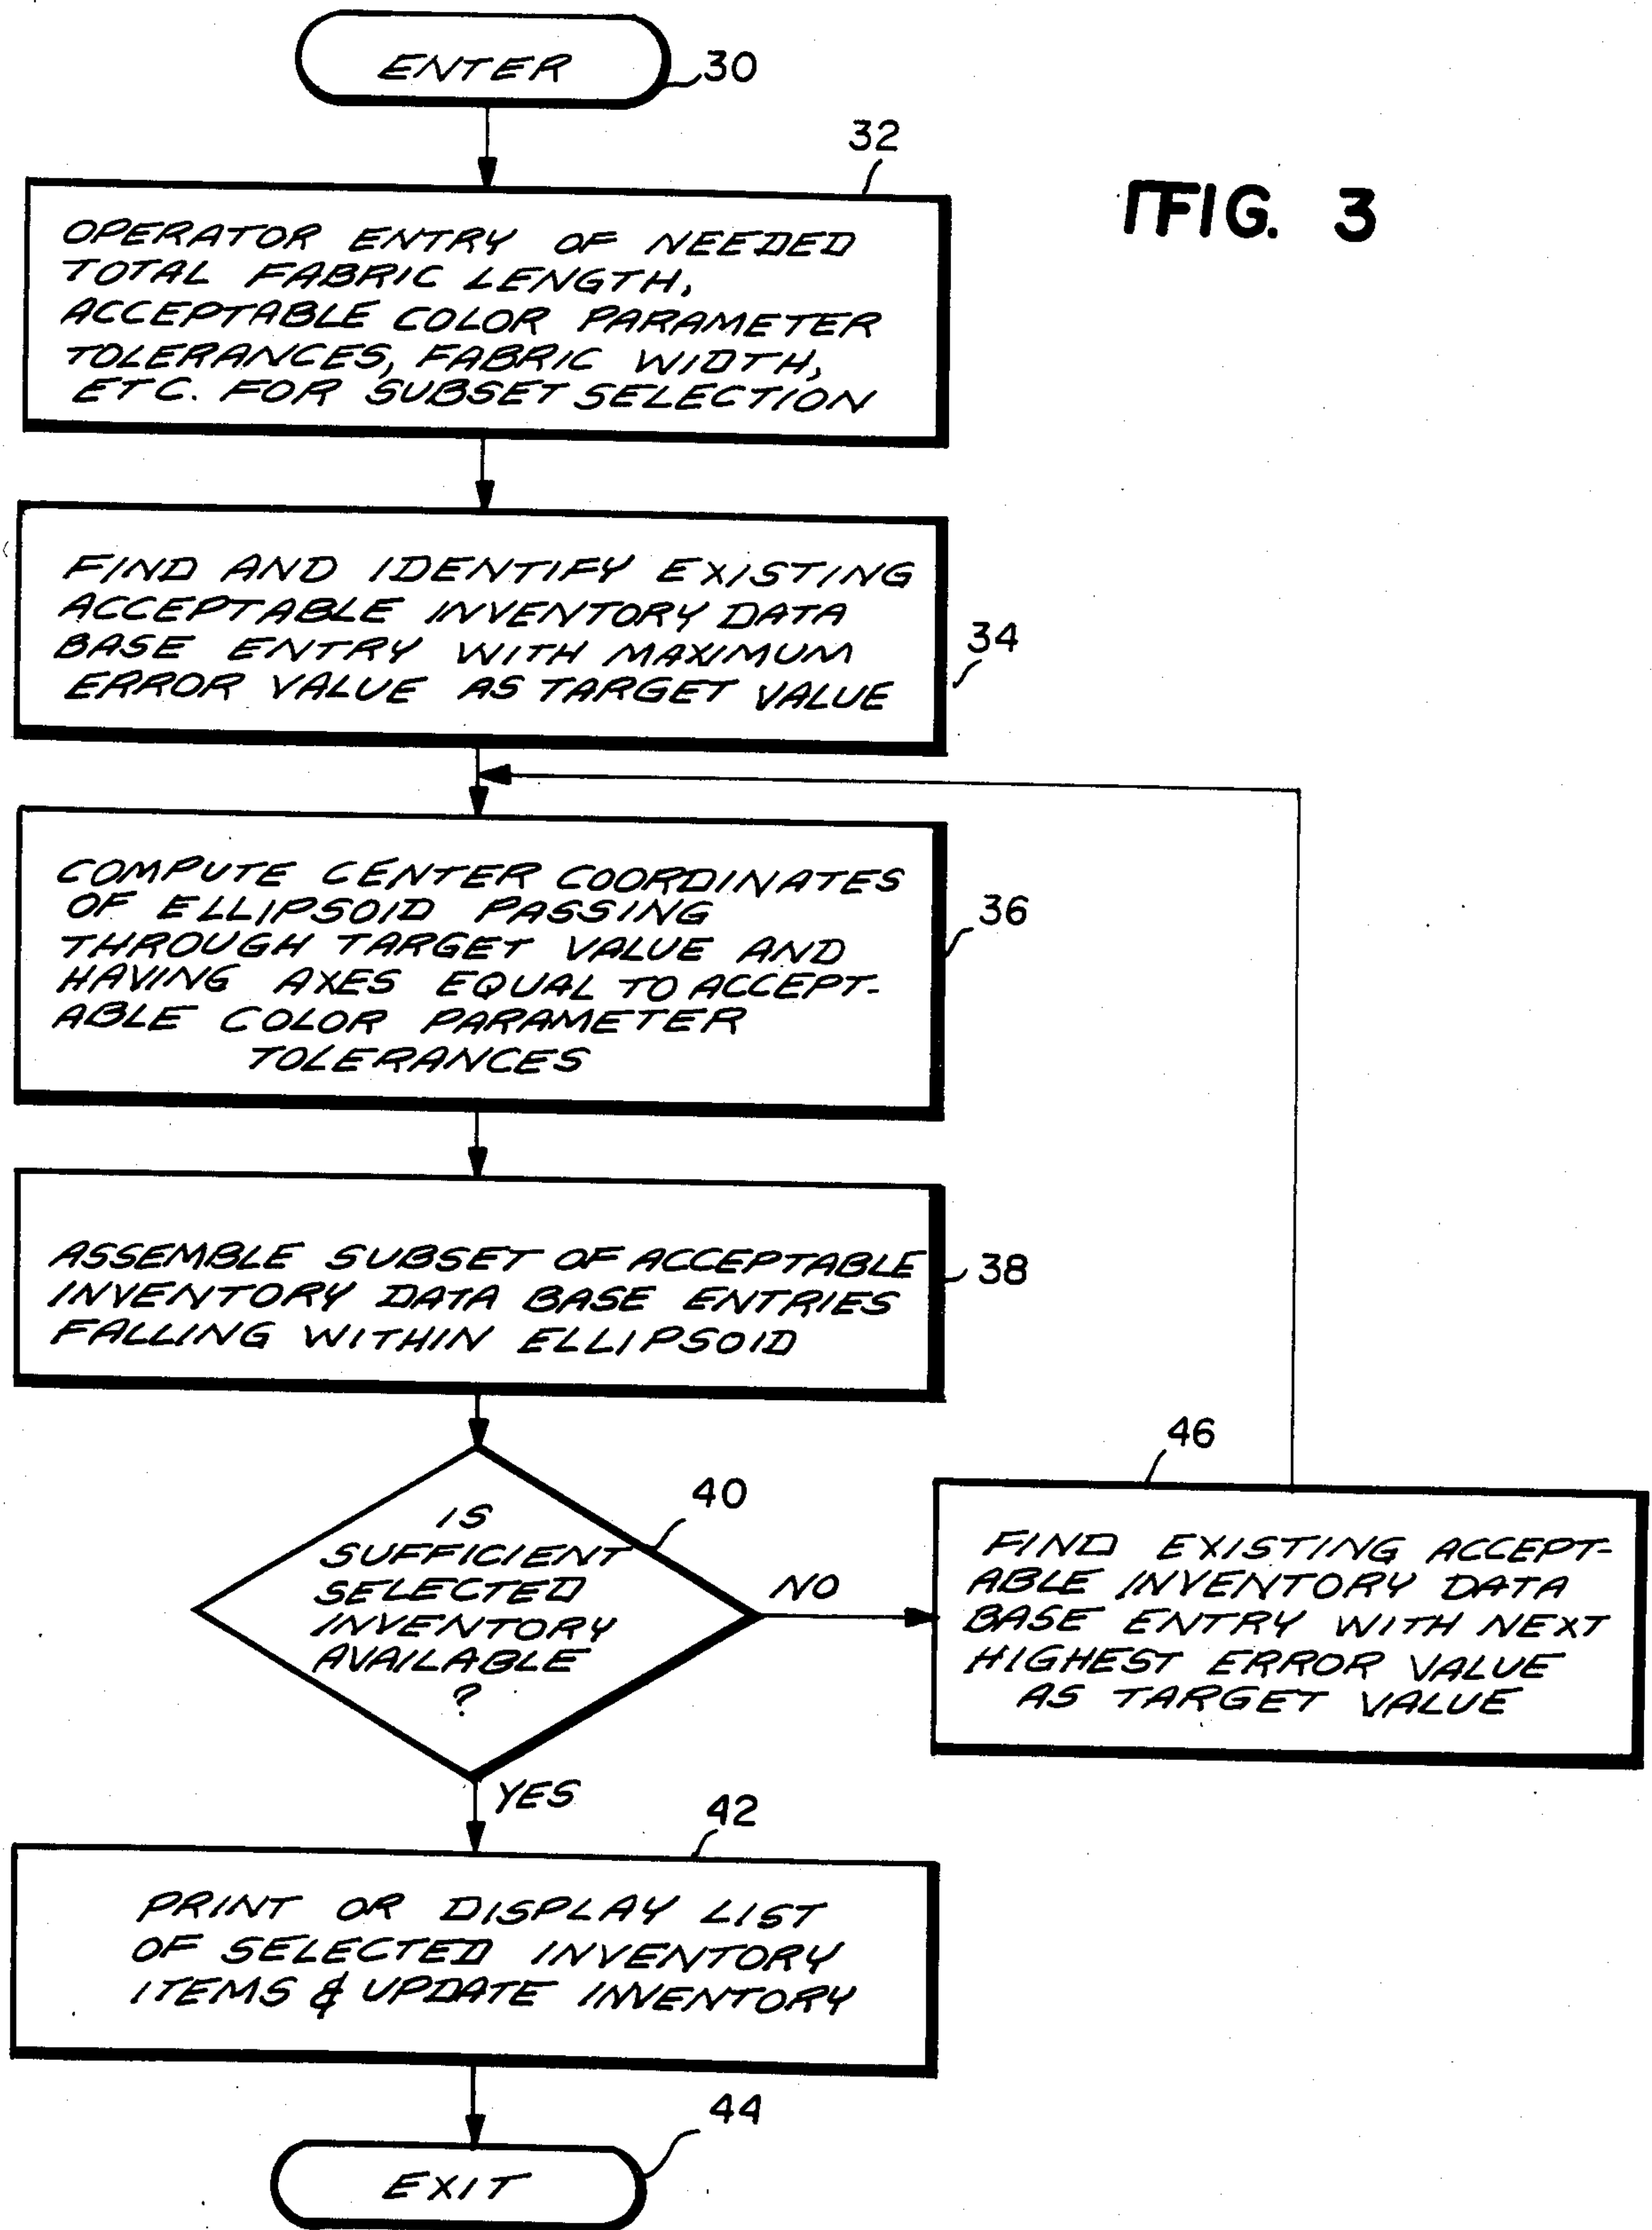 ENTER
30
FIG. 3
32
OPERATOR ENTRY OF NEEDED
TOTAL FABRIC LENGTH,
ACCEPTABLE COLOR PARAMETER
TOLERANCES, FABRIC WIDTH,
ETC. FOR SUBSET SELECTION
34
FIND AND IDENTIFY EXISTING
ACCEPTABLE INVENTORY DATA
BASE ENTRY WITH MAXIMUM
ERROR VALUE AS TARGET VALUE
36
COMPUTE CENTER COORDINATES
OF ELLIPSOID PASSING
THROUGH TARGET VALUE AND
HAVING AXES EQUAL TO ACCEPT-
ABLE COLOR PARAMETER
TOLERANCES
38
ASSEMBLE SUBSET OF ACCEPTABLE
INVENTORY DATA BASE ENTRIES
FALLING WITHIN ELLIPSOID
40
IS
SUFFICIENT
SELECTED
INVENTORY
AVAILABLE
?
NO
46
FIND EXISTING ACCEPT-
ABLE INVENTORY DATA
BASE ENTRY WITH NEXT
HIGHEST ERROR VALUE
AS TARGET VALUE
YES
42
PRINT OR DISPLAY LIST
OF SELECTED INVENTORY
ITEMS & UPDATE INVENTORY
44
EXIT